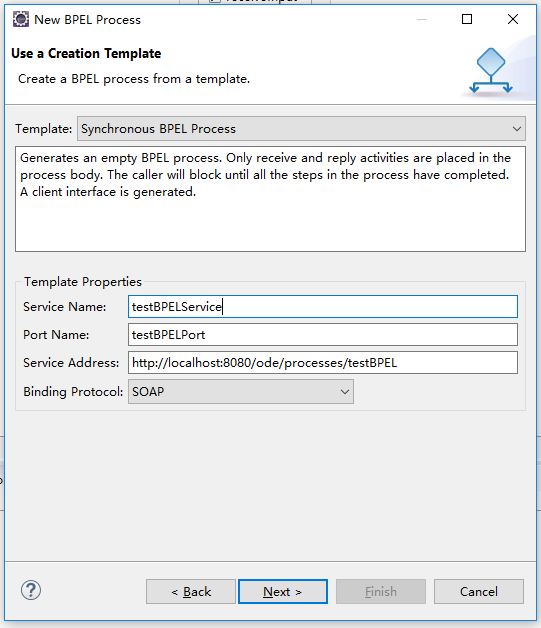 New BPEL Process
Use a Creation Template
Create a BPEL process from a template.
Template: Synchronous BPEL Process
Generates an empty BPEL process. Only receive and reply activities are placed in the
process body. The caller will block until all the steps in the process have completed.
A client interface is generated.
Template Properties
Service Name: testBPELService
Port Name: testBPELPort
Service Address: http://localhost:8080/ode/processes/testBPEL
Binding Protocol: SOAP
?
< Back
Next >
Finish
Cancel